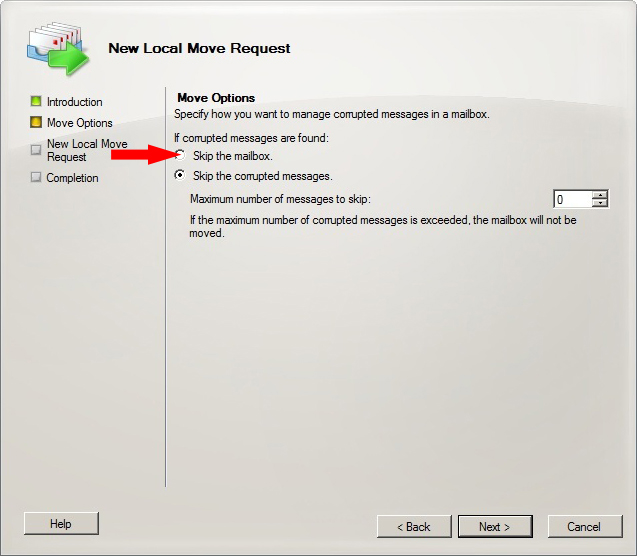 New Local Move Request
Introduction
Move Options
New Local Move
Request
Completion
Move Options
Specify how you want to manage corrupted messages in a mailbox.
If corrupted messages are found:
Skip the mailbox.
Skip the corrupted messages.
Maximum number of messages to skip:
0
If the maximum number of corrupted messages is exceeded, the mailbox will not be
moved.
Help
< Back
Next >
Cancel